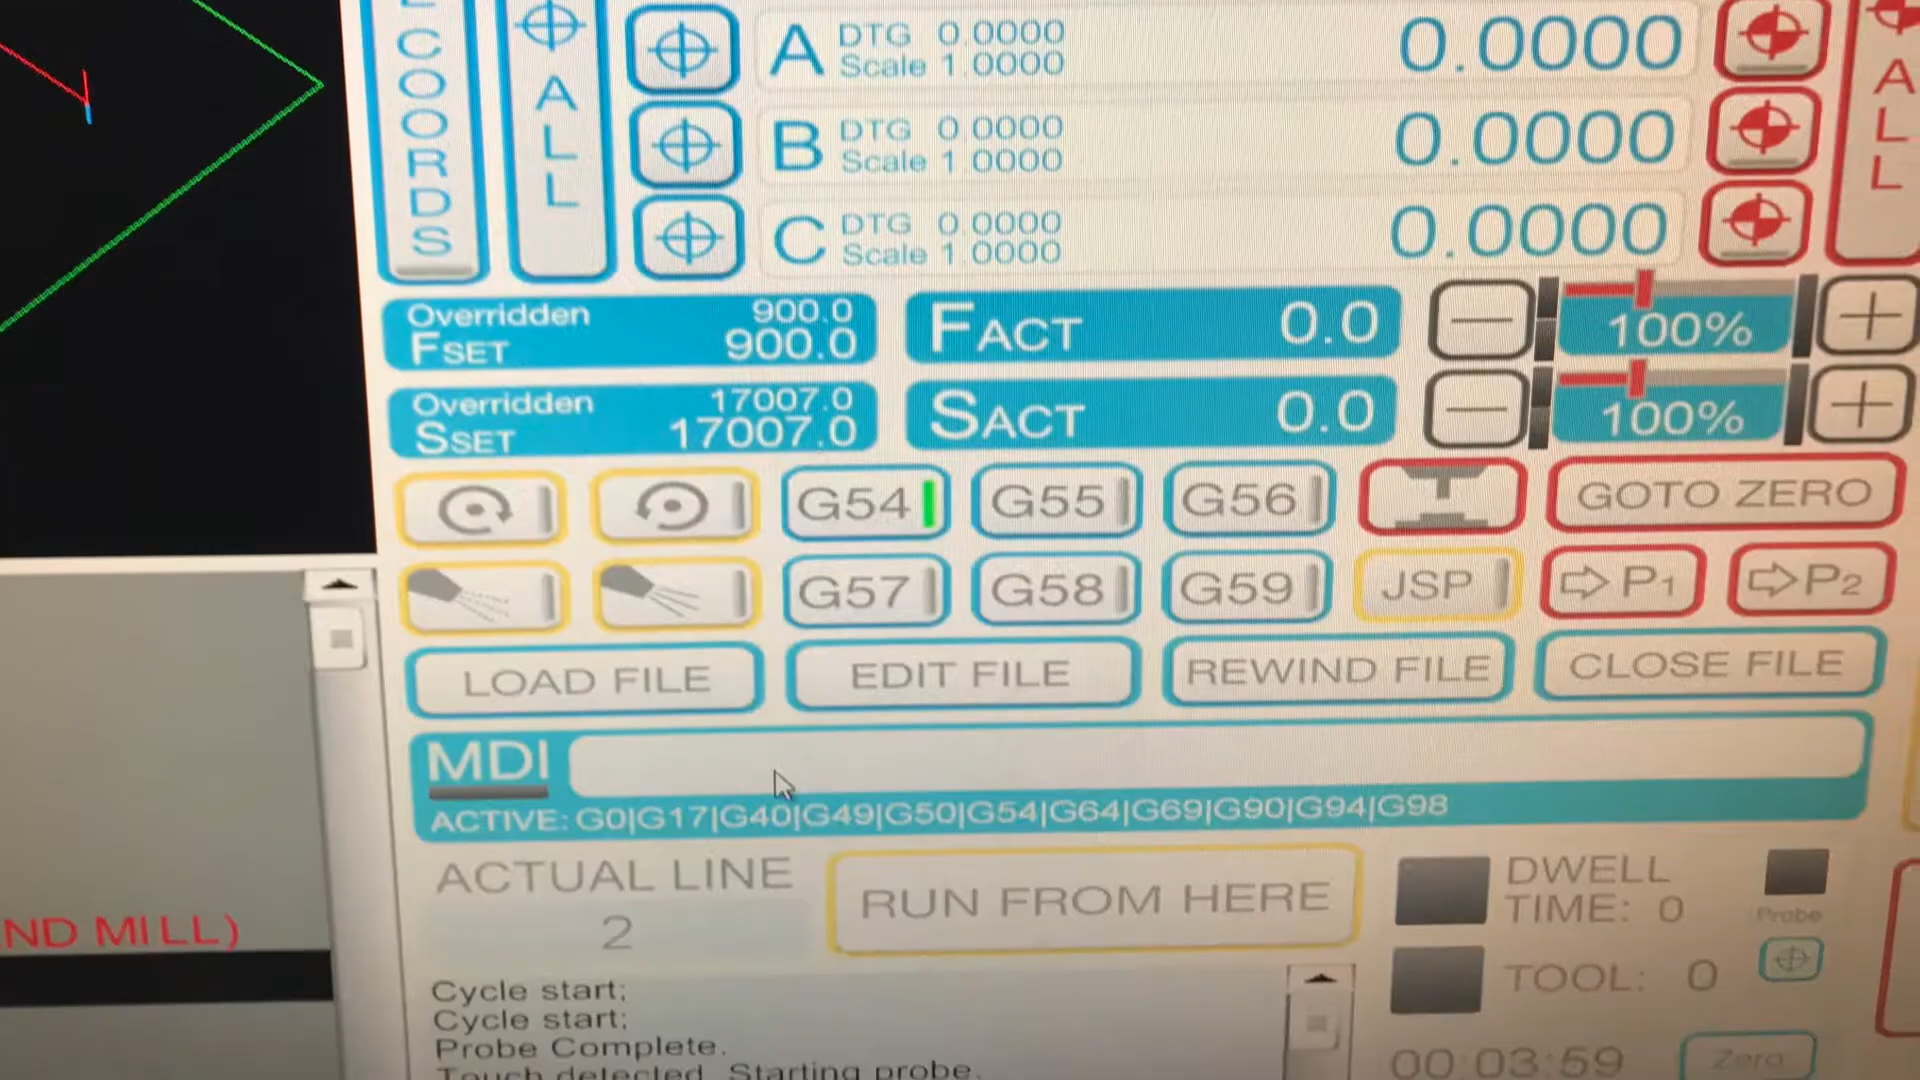 COORDS
ALL
A DTG 0.0000 0.0000
Scale 1.0000
B DTG 0.0000 0.0000
Scale 1.0000
C DTG 0.0000 0.0000
Scale 1.0000
ALL
Overridden 900.0
FSET 900.0
FACT 0.0
100%
Overridden 17007.0
SSET 17007.0
SACT 0.0
100%
G54 G55 G56 GOTO ZERO
G57 G58 G59 JSP P1 P2
LOAD FILE EDIT FILE REWIND FILE CLOSE FILE
MDI
ACTIVE: G0|G17|G40|G49|G50|G54|G64|G69|G90|G94|G98
ACTUAL LINE
2
RUN FROM HERE
DWELL
TIME: 0
Probe
TOOL: 0
ND MILL)
Cycle start;
Cycle start;
Probe Complete.
Touch detected. Starting probe.
00:03:59
Zero